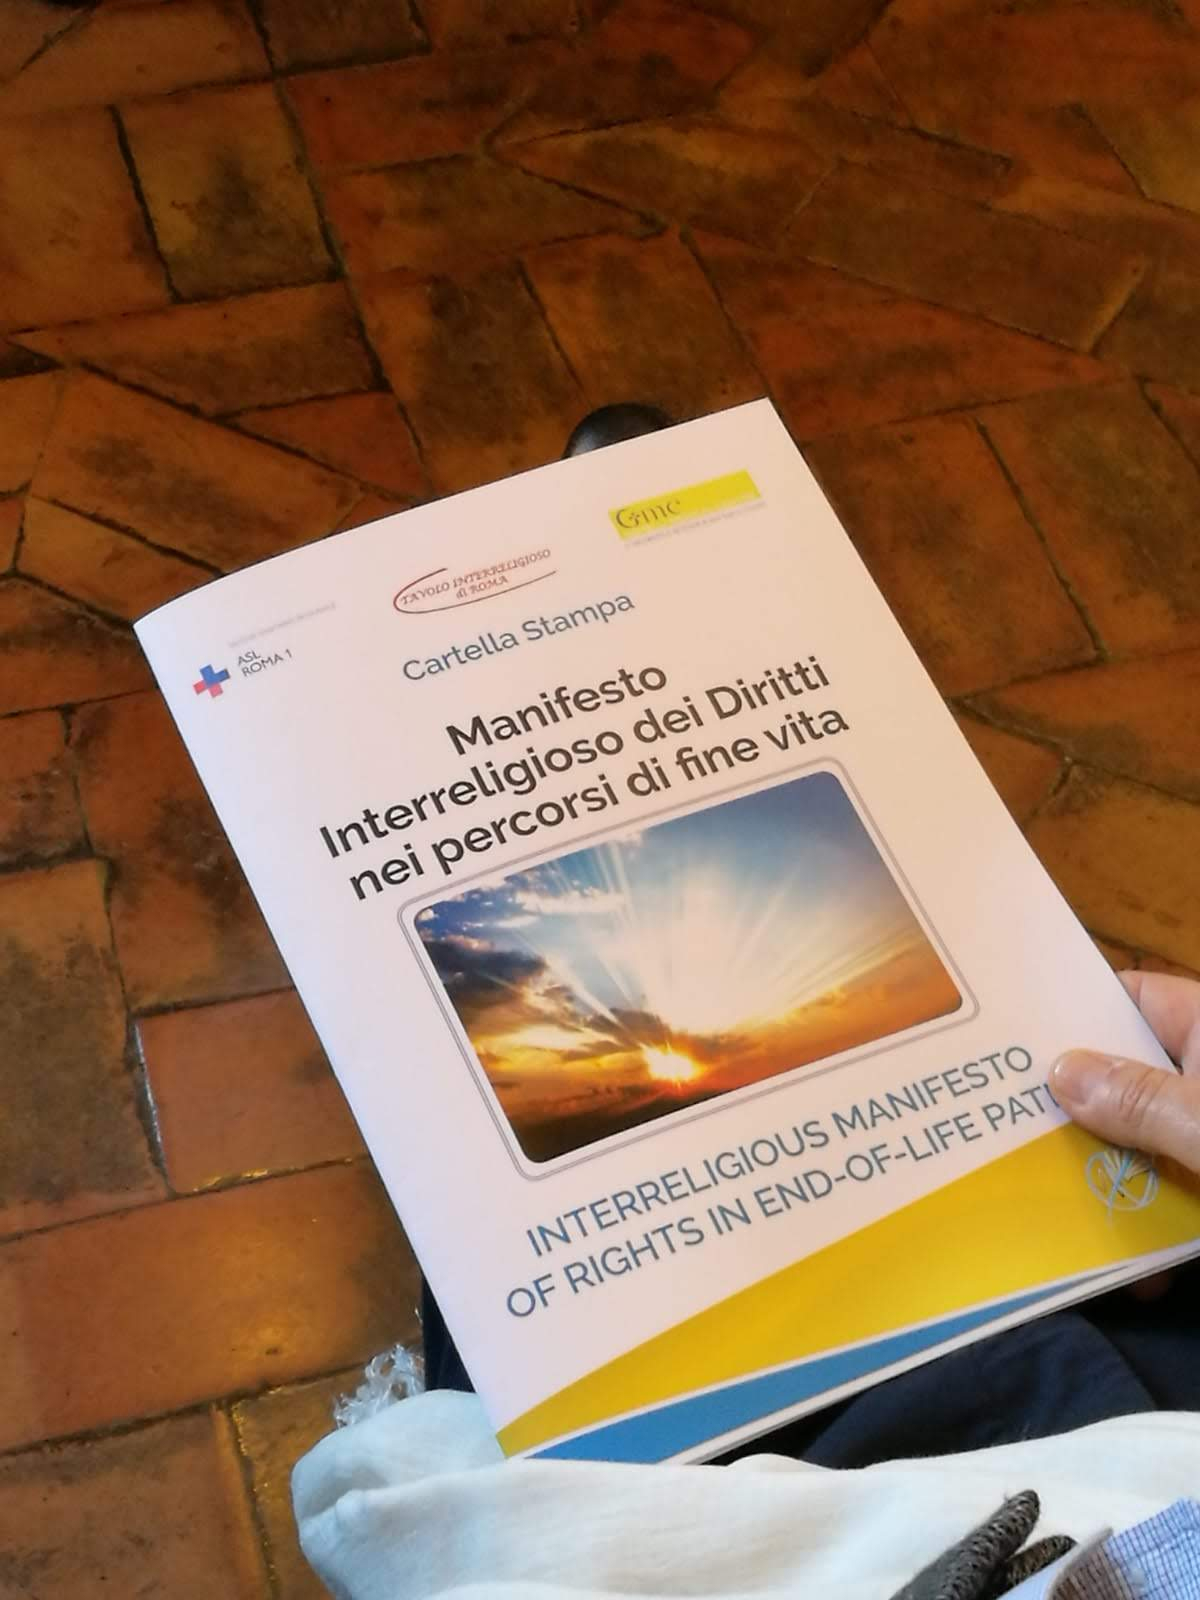 Gmc
TAVOLO INTERRELIGIOSO
di ROMA
ASL
ROMA 1
Cartella Stampa
Manifesto
Interreligioso dei Diritti
nei percorsi di fine vita
INTERRELIGIOUS MANIFESTO
OF RIGHTS IN END-OF-LIFE